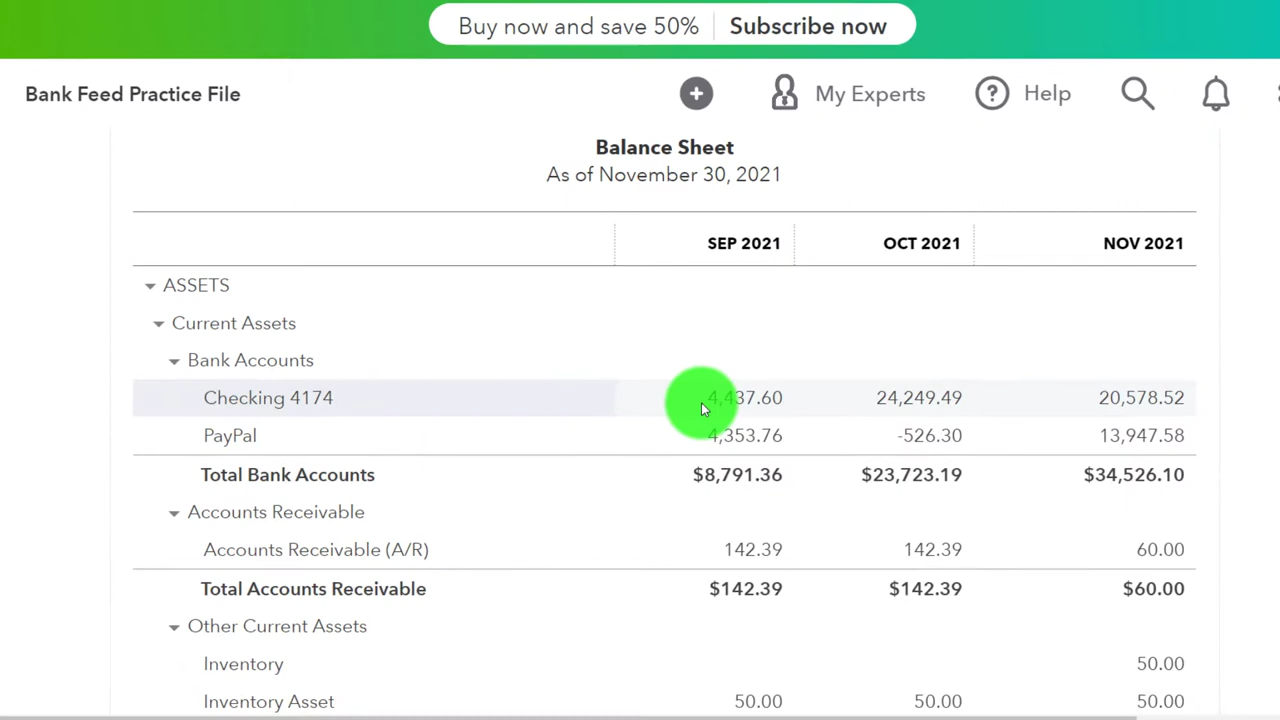 Buy now and save 50% Subscribe now
Bank Feed Practice File My Experts Help
Balance Sheet
As of November 30, 2021
SEP 2021 OCT 2021 NOV 2021
ASSETS
Current Assets
Bank Accounts
Checking 4174 4,437.60 24,249.49 20,578.52
PayPal 4,353.76 -526.30 13,947.58
Total Bank Accounts $8,791.36 $23,723.19 $34,526.10
Accounts Receivable
Accounts Receivable (A/R) 142.39 142.39 60.00
Total Accounts Receivable $142.39 $142.39 $60.00
Other Current Assets
Inventory 50.00
Inventory Asset 50.00 50.00 50.00